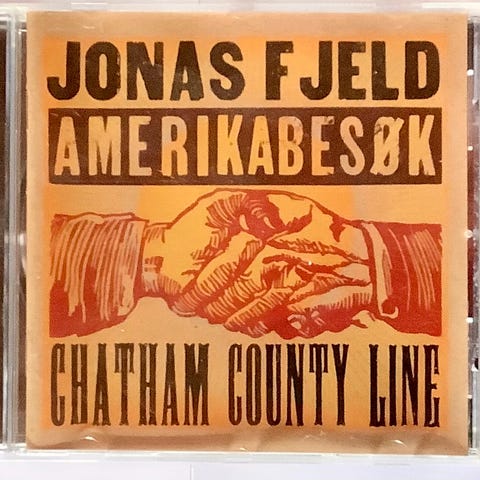 JONAS FJELD
AMERIKABESØK
CHATHAM COUNTY LINE